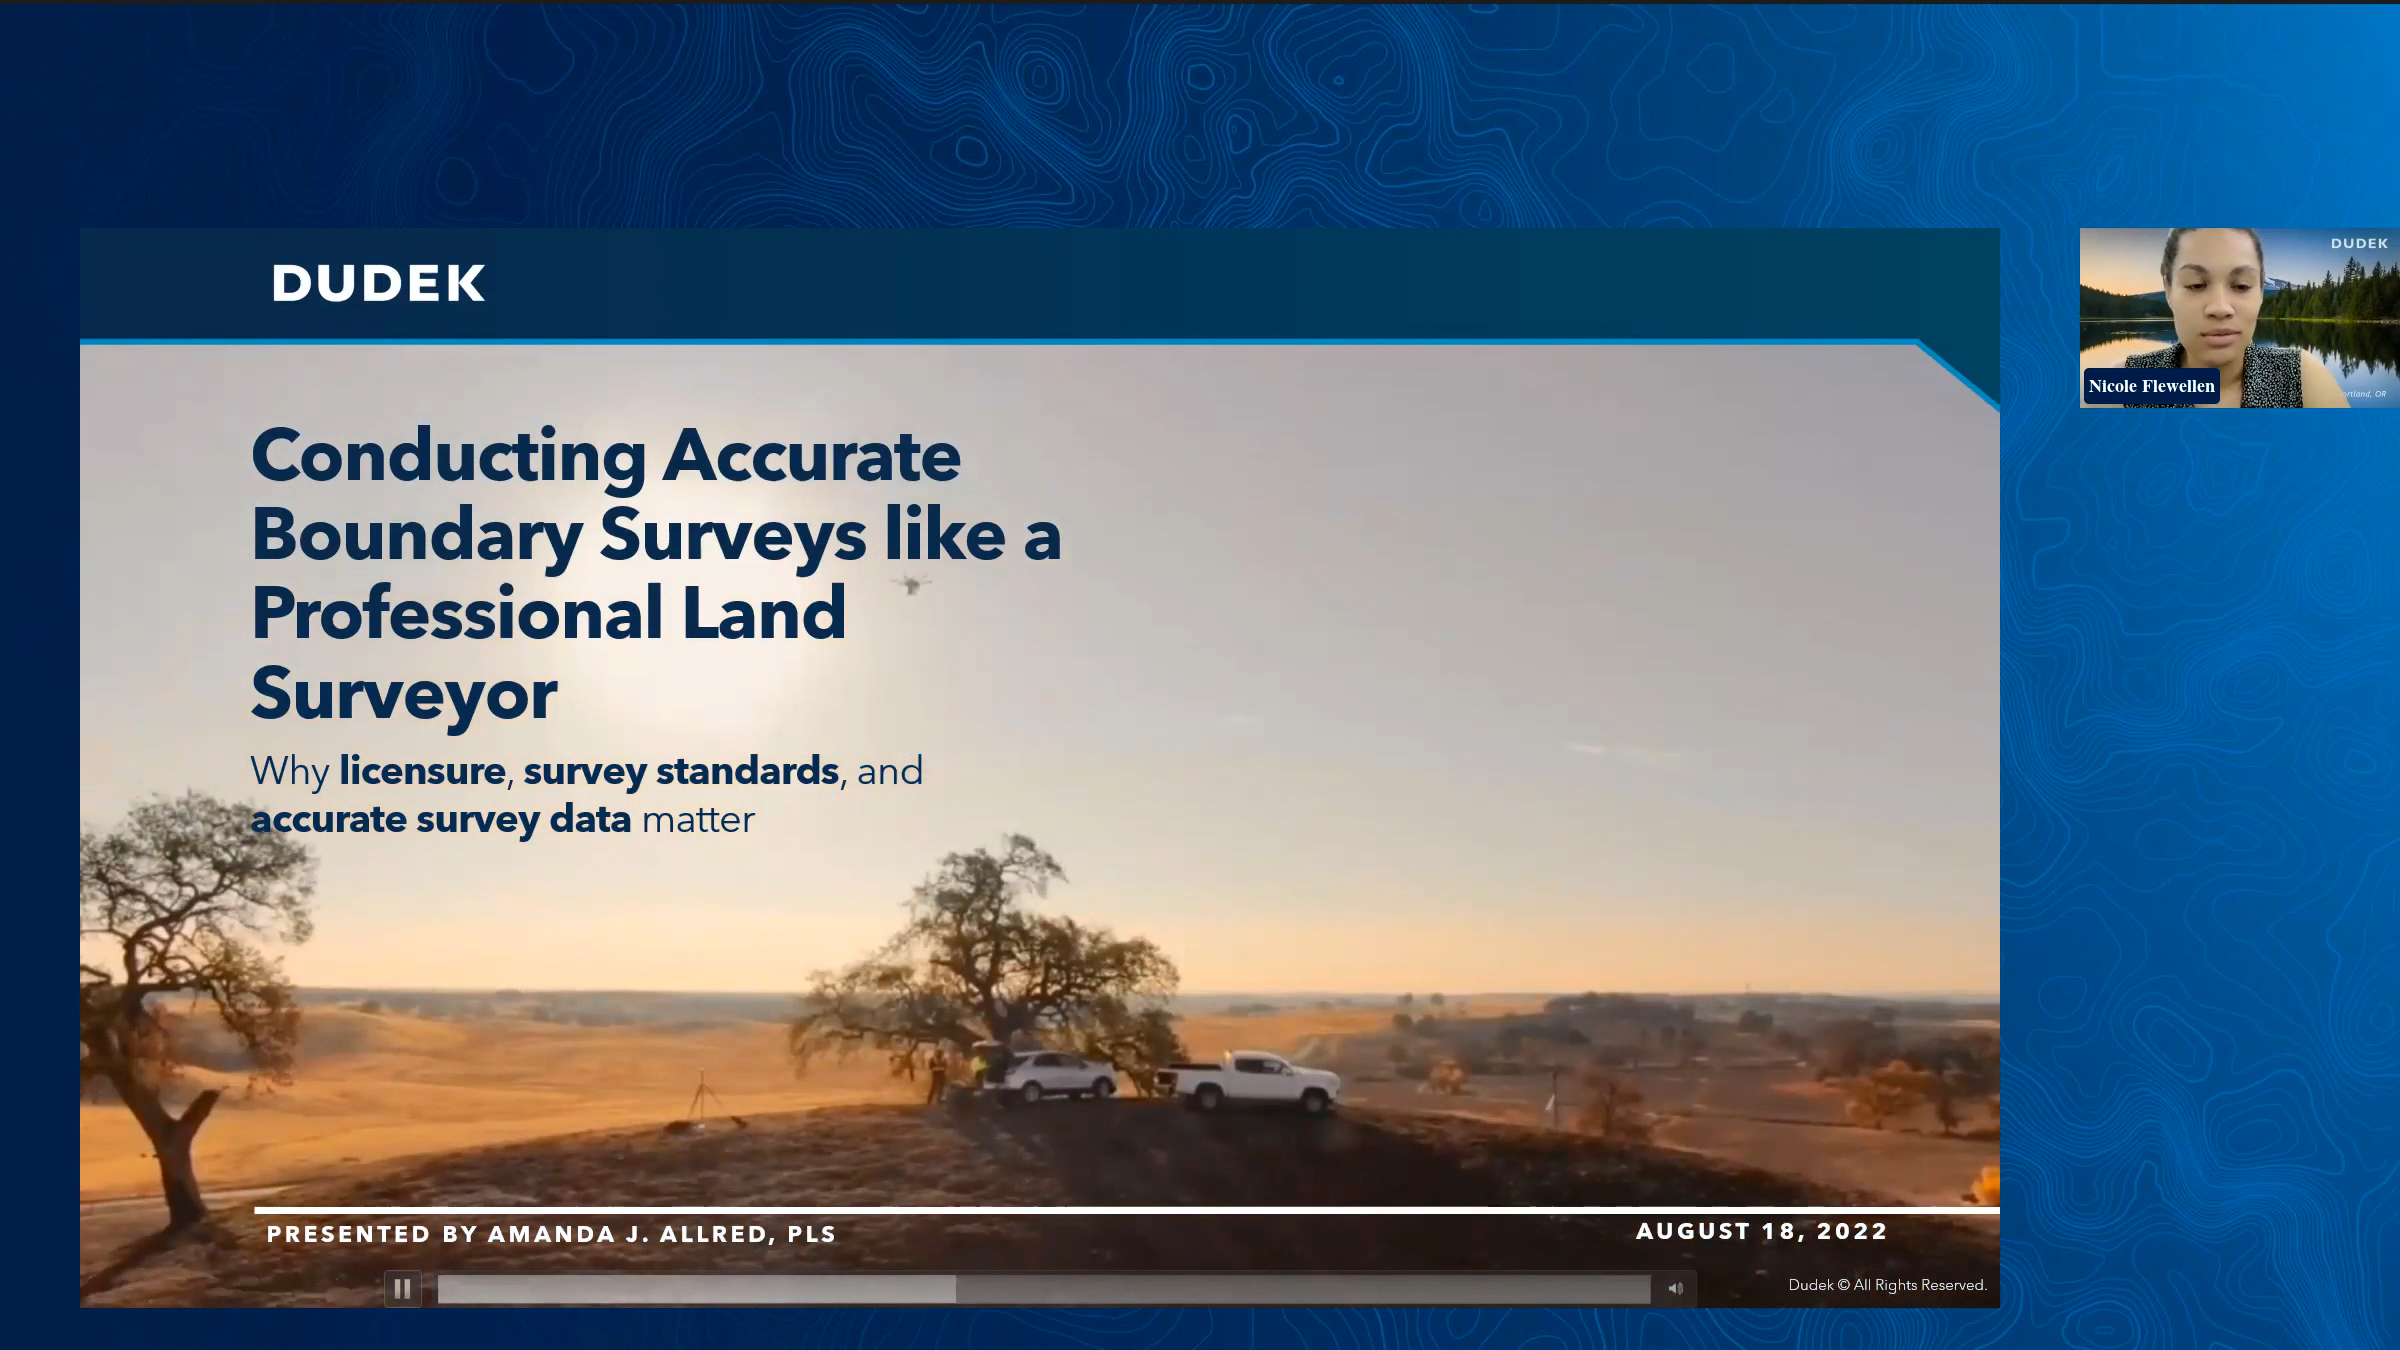 DUDEK
Conducting Accurate
Boundary Surveys like a
Professional Land
Surveyor
Why licensure, survey standards, and
accurate survey data matter
PRESENTED BY AMANDA J. ALLRED, PLS
AUGUST 18, 2022
Dudek © All Rights Reserved.
DUDEK
Nicole Flewellen
OR